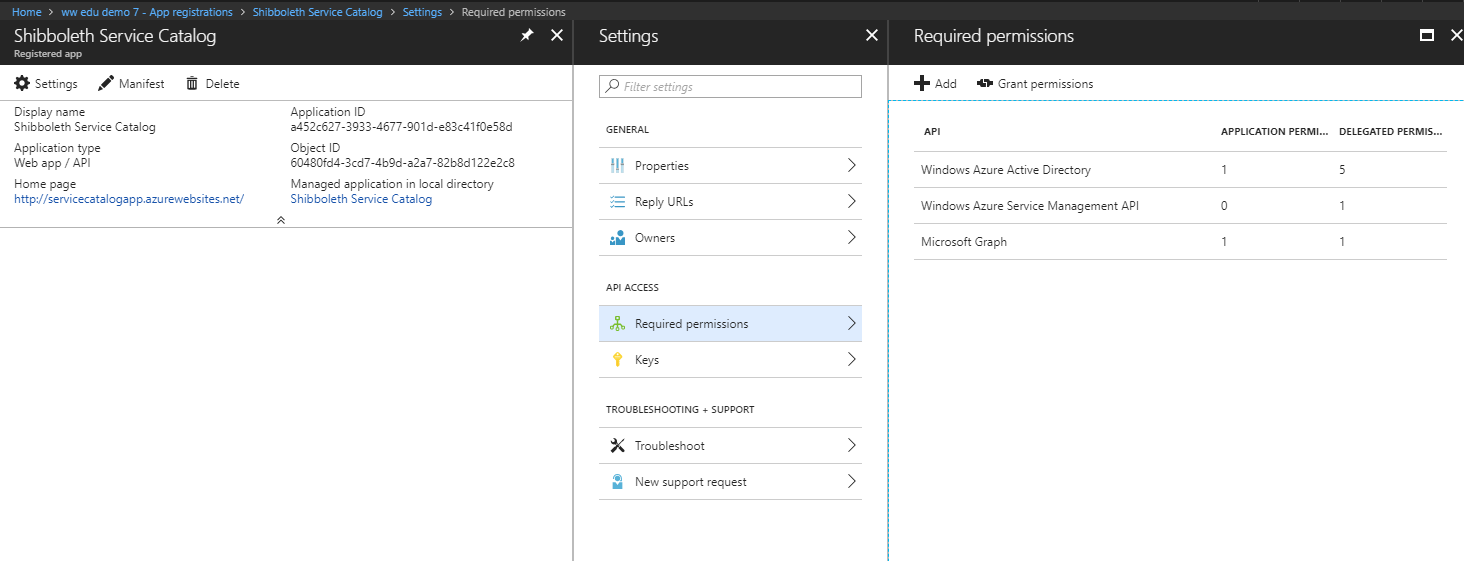 Home > ww edu demo 7 - App registrations > Shibboleth Service Catalog > Settings > Required permissions
Shibboleth Service Catalog
Registered app
Settings
Manifest
Delete
Display name
Shibboleth Service Catalog
Application type
Web app / API
Home page
http://servicecatalogapp.azurewebsites.net/
Application ID
a452c627-3933-4677-901d-e83c41f0e58d
Object ID
60480fd4-3cd7-4b9d-a2a7-82b8d122e2c8
Managed application in local directory
Shibboleth Service Catalog
Settings
Filter settings
GENERAL
Properties
Reply URLs
Owners
API ACCESS
Required permissions
Keys
TROUBLESHOOTING + SUPPORT
Troubleshoot
New support request
Required permissions
Add
Grant permissions
API APPLICATION PERMI... DELEGATED PERMIS...
Windows Azure Active Directory 1 5
Windows Azure Service Management API 0 1
Microsoft Graph 1 1